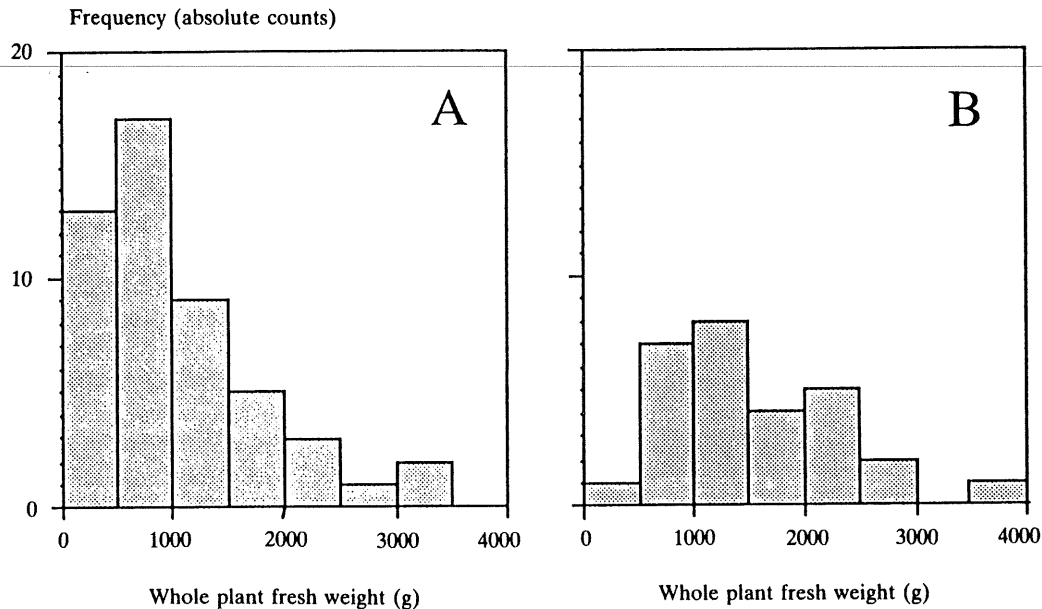 Frequency (absolute counts)
20
A
B
10
0
0 1000 2000 3000 4000
0 1000 2000 3000 4000
Whole plant fresh weight (g)
Whole plant fresh weight (g)